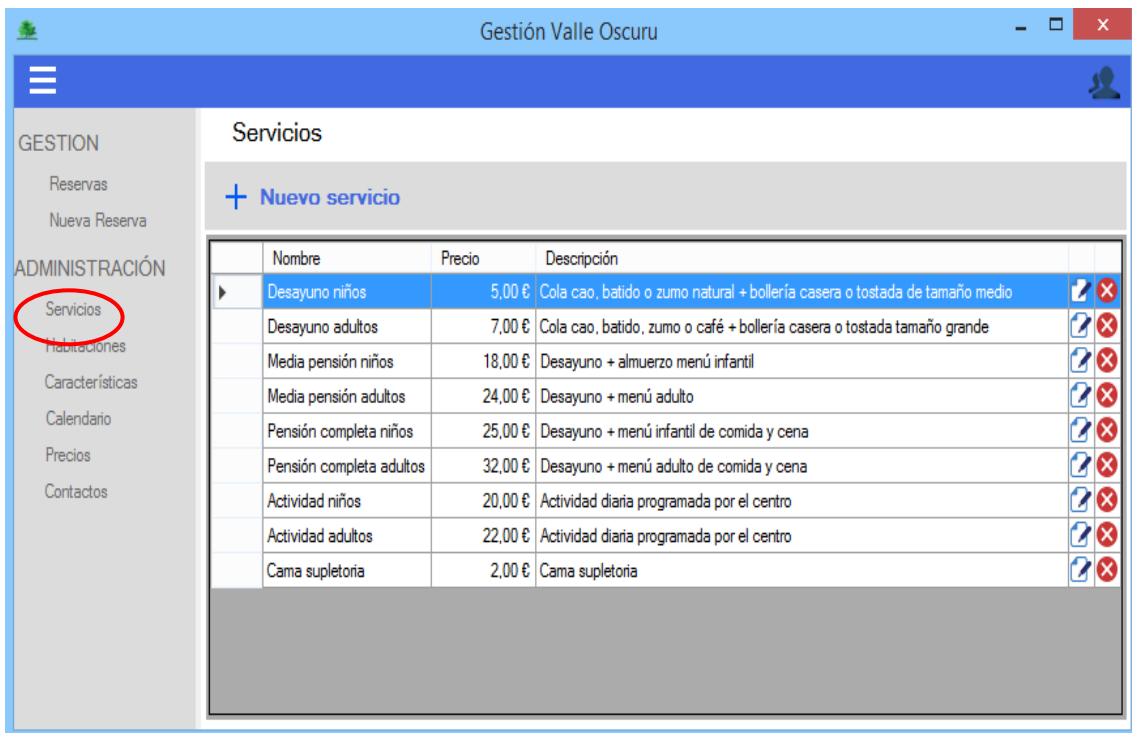 Gestión Valle Oscuru
GESTION
Reservas
Nueva Reserva
ADMINISTRACIÓN
Servicios
Habitaciones
Características
Calendario
Precios
Contactos
Servicios
+ Nuevo servicio
Nombre Precio Descripción
Desayuno niños 5,00 € Cola cao, batido o zumo natural + bollería casera o tostada de tamaño medio
Desayuno adultos 7,00 € Cola cao, batido, zumo o café + bollería casera o tostada tamaño grande
Media pensión niños 18,00 € Desayuno + almuerzo menú infantil
Media pensión adultos 24,00 € Desayuno + menú adulto
Pensión completa niños 25,00 € Desayuno + menú infantil de comida y cena
Pensión completa adultos 32,00 € Desayuno + menú adulto de comida y cena
Actividad niños 20,00 € Actividad diaria programada por el centro
Actividad adultos 22,00 € Actividad diaria programada por el centro
Cama supletoria 2,00 € Cama supletoria